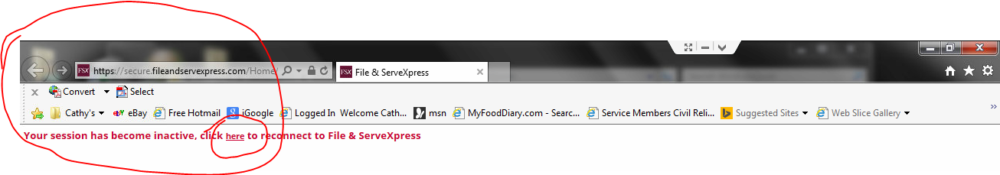 FSX https://secure.fileandservexpress.com/Home/ FSX File & ServeXpress
x Convert Select
Cathy's eBay Free Hotmail iGoogle Logged In Welcome Cath... msn MyFoodDiary.com - Searc... Service Members Civil Reli... Suggested Sites Web Slice Gallery »
Your session has become inactive, click here to reconnect to File & ServeXpress